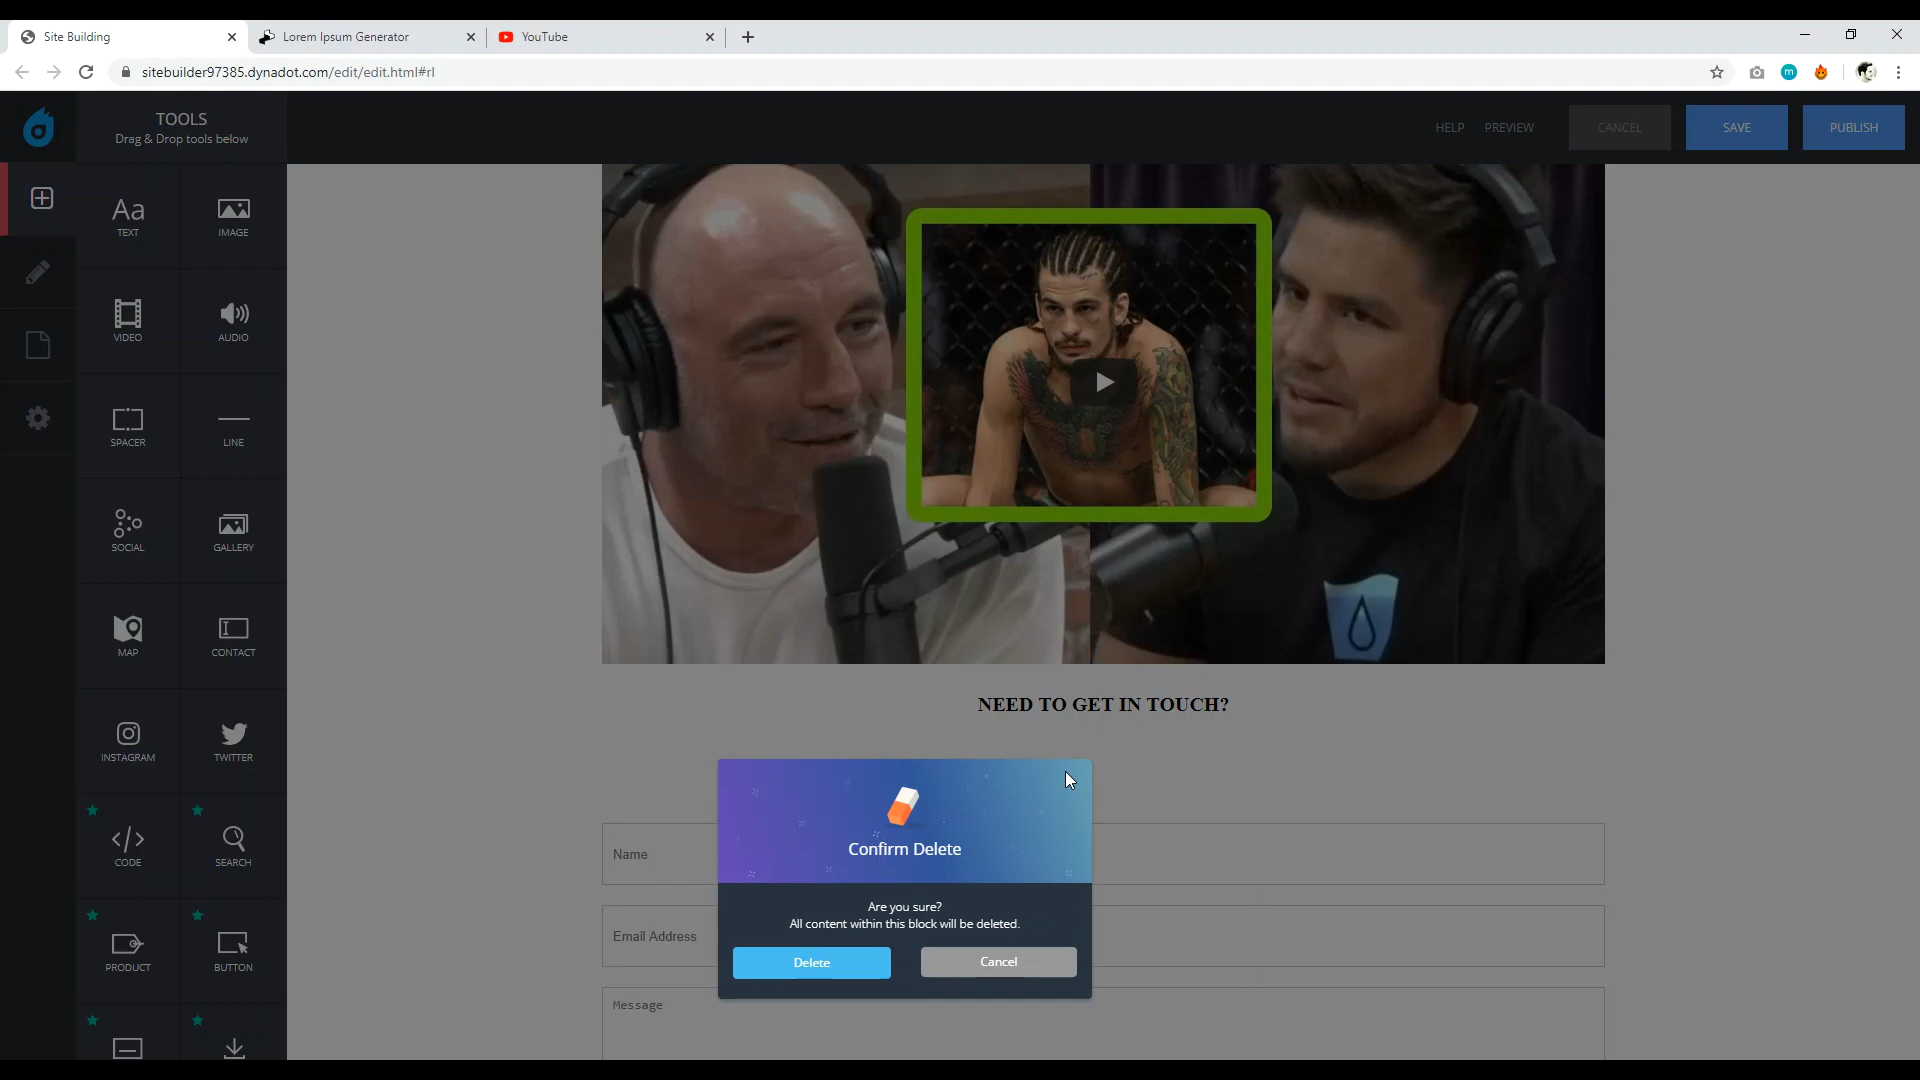 Site Building
Lorem Ipsum Generator
YouTube
sitebuilder97385.dynadot.com/edit/edit.html#rl
m
TOOLS
Drag & Drop tools below
HELP
PREVIEW
CANCEL
SAVE
PUBLISH
Aa
TEXT
IMAGE
VIDEO
AUDIO
SPACER
LINE
SOCIAL
GALLERY
MAP
CONTACT
INSTAGRAM
TWITTER
CODE
SEARCH
PRODUCT
BUTTON
NEED TO GET IN TOUCH?
Confirm Delete
Are you sure?
All content within this block will be deleted.
Delete
Cancel
Name
Email Address
Message